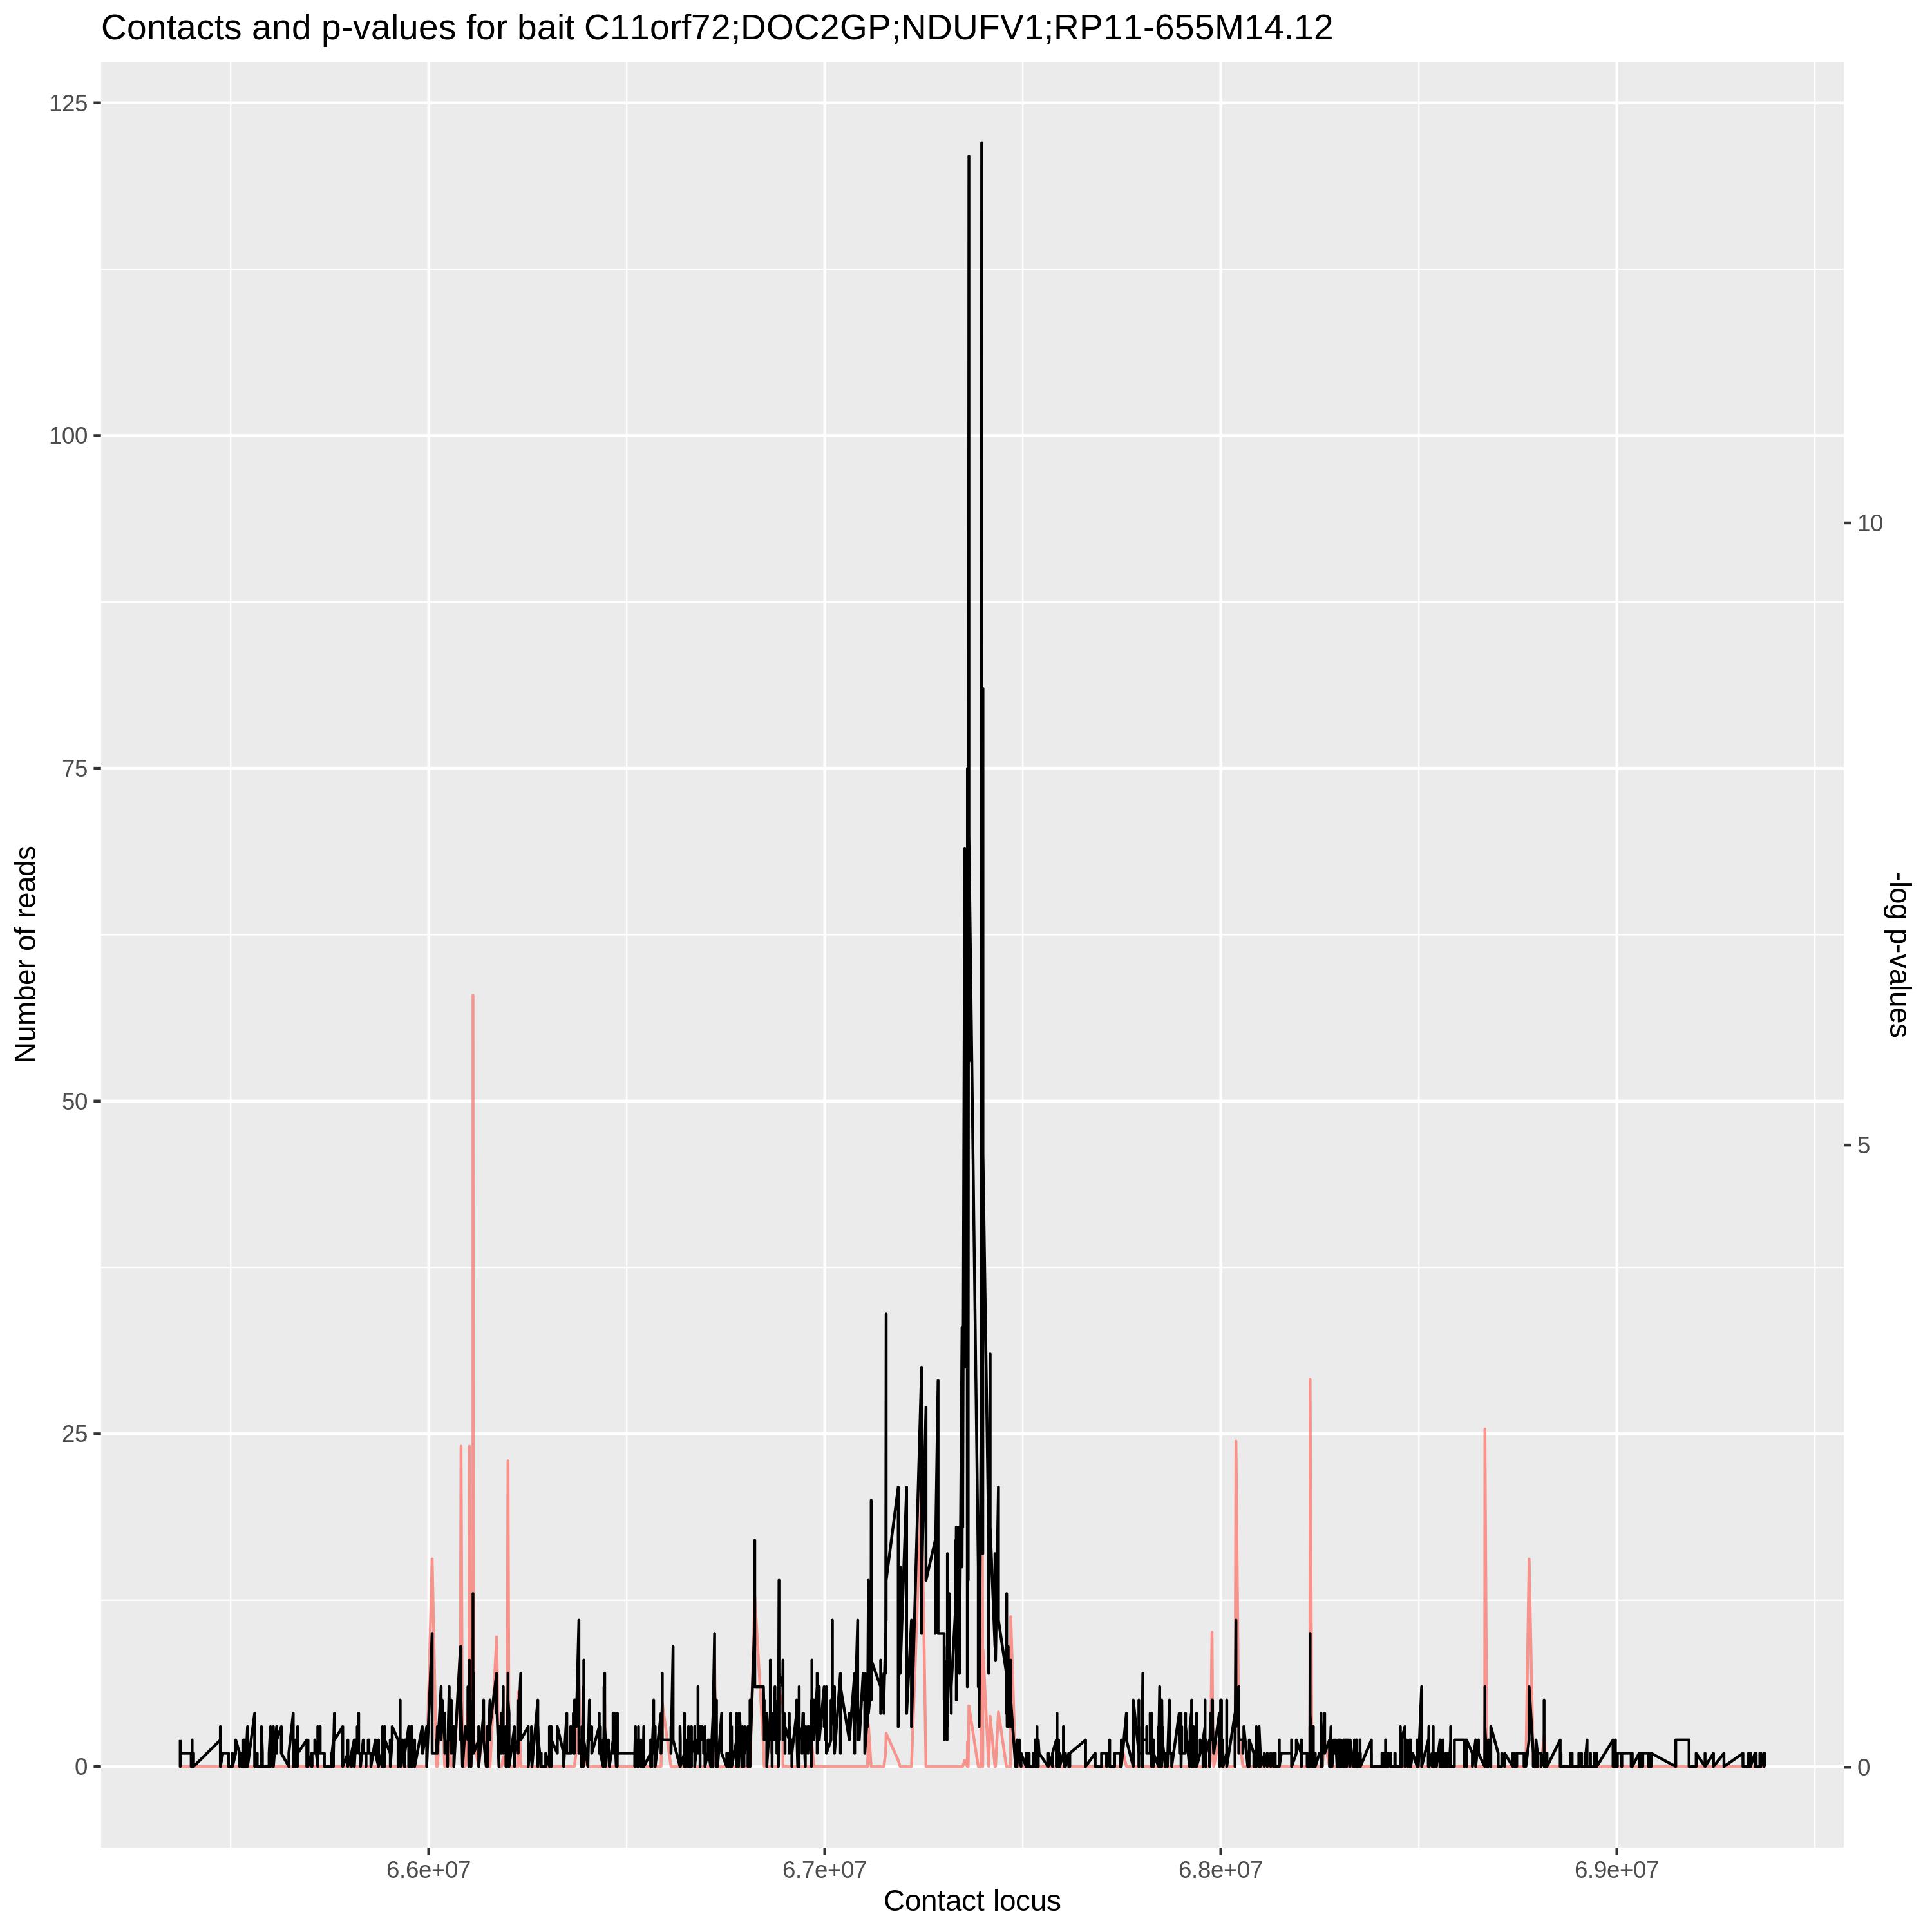 Contacts and p-values for bait C11orf72;DOC2GP;NDUFV1;RP11-655M14.12
125
100
75
50
25
0
Number of reads
10
5
0
-log p-values
6.6e+07
6.7e+07
6.8e+07
6.9e+07
Contact locus